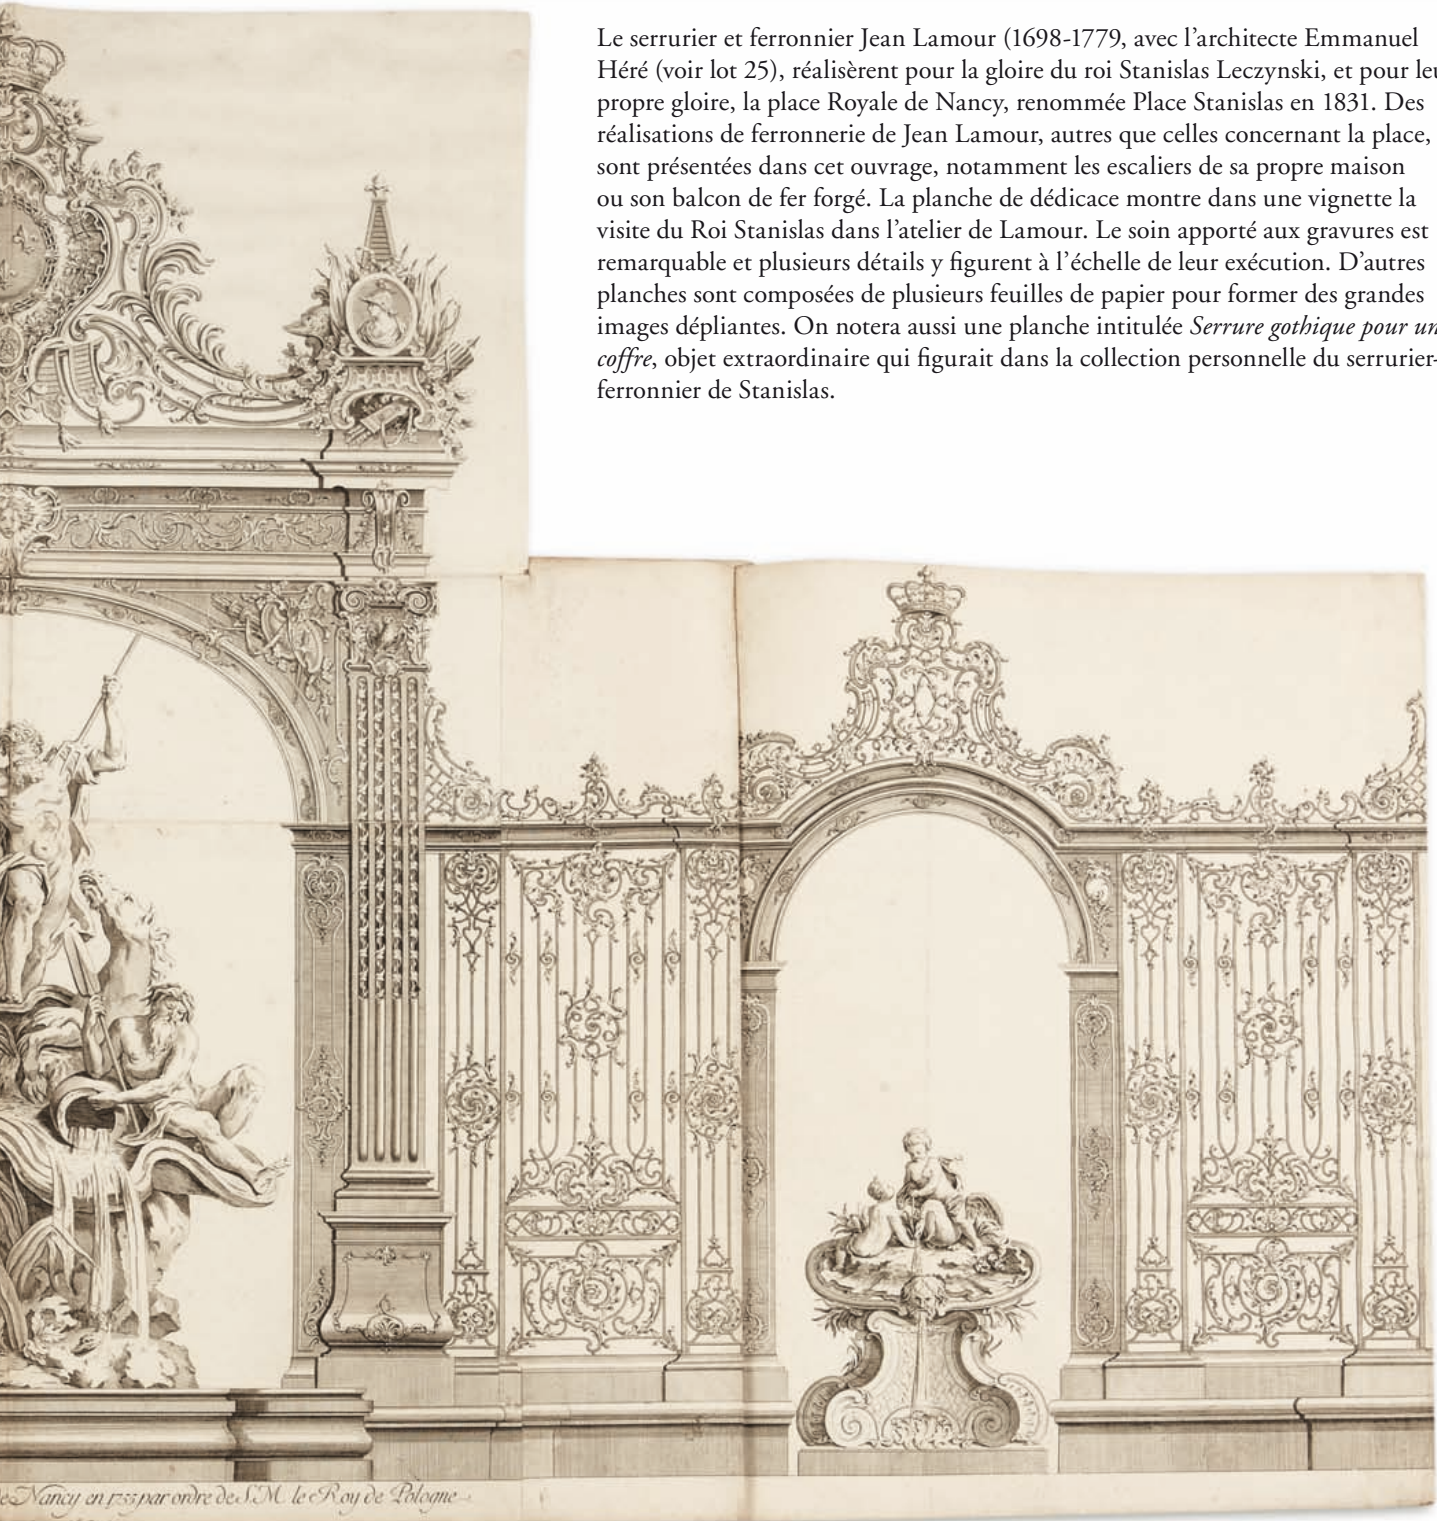 Le serrurier et ferronnier Jean Lamour (1698-1779, avec l’architecte Emmanuel
Héré (voir lot 25), réalisèrent pour la gloire du roi Stanislas Leczynski, et pour leu
propre gloire, la place Royale de Nancy, renommée Place Stanislas en 1831. Des
réalisations de ferronnerie de Jean Lamour, autres que celles concernant la place,
sont présentées dans cet ouvrage, notamment les escaliers de sa propre maison
ou son balcon de fer forgé. La planche de dédicace montre dans une vignette la
visite du Roi Stanislas dans l’atelier de Lamour. Le soin apporté aux gravures est
remarquable et plusieurs détails y figurent à l’échelle de leur exécution. D’autres
planches sont composées de plusieurs feuilles de papier pour former des grandes
images dépliantes. On notera aussi une planche intitulée Serrure gothique pour un
coffre, objet extraordinaire qui figurait dans la collection personnelle du serrurier-
ferronnier de Stanislas.
de Nancy en 1755 par ordre de S.M. le Roy de Pologne